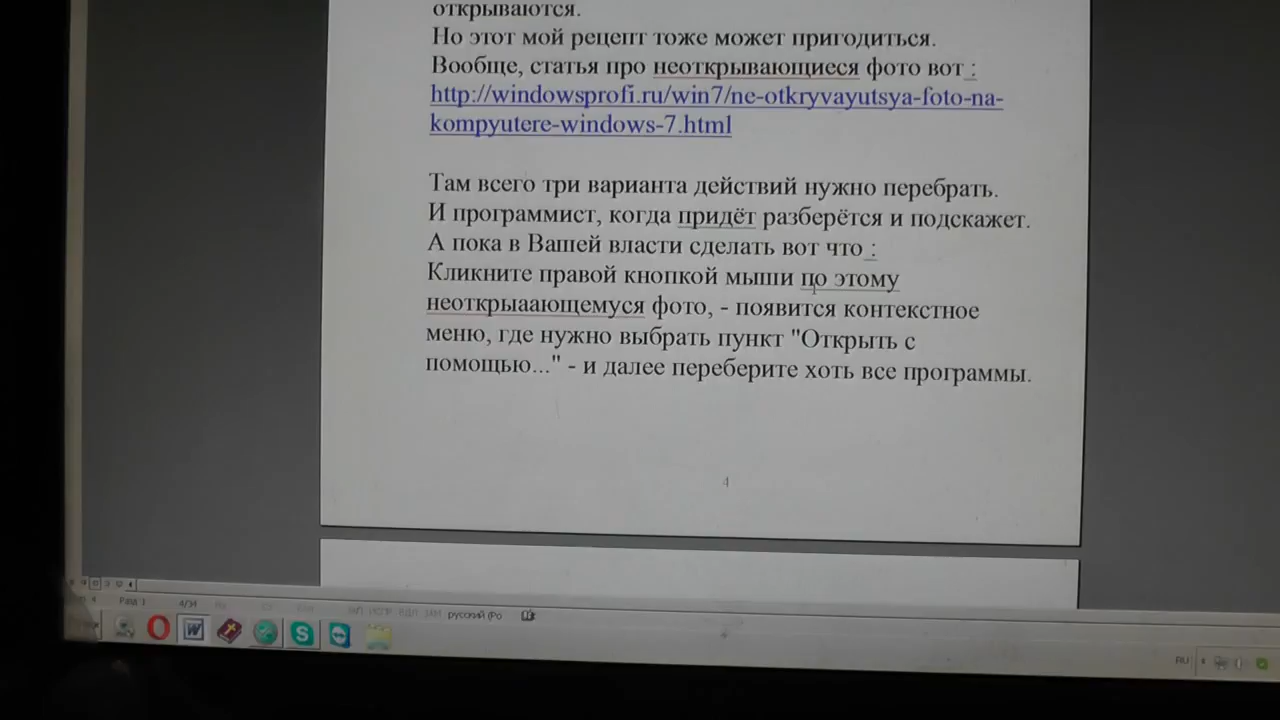 открываются.
Но этот мой рецепт тоже может пригодиться.
Вообще, статья про неоткрывающиеся фото вот :
http://windowsprofi.ru/win7/ne-otkryvayutsya-foto-na-
kompyutere-windows-7.html
Там всего три варианта действий нужно перебрать.
И программист, когда придёт разберётся и подскажет.
А пока в Вашей власти сделать вот что :
Кликните правой кнопкой мыши по этому
неоткрыаающемуся фото, - появится контекстное
меню, где нужно выбрать пункт "Открыть с
помощью..." - и далее переберите хоть все программы.
4
4/34
русский (Ро
RU